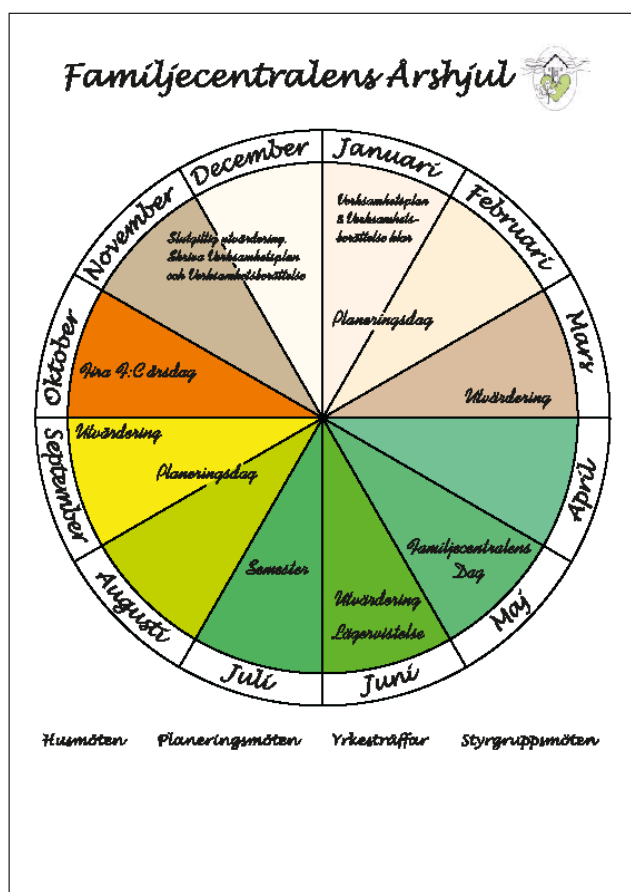 Familjecentralens Årshjul
December
Januari
Februari
Mars
April
Maj
Juni
Juli
Augusti
September
Oktober
November
Verksamhetsplan
& Verksamhets-
berättelse klar
Planeringsdag
Utvärdering
Familjecentralens
Dag
Utvärdering
Lägervistelse
Semester
Planeringsdag
Utvärdering
Fira F:C årsdag
Slutgiltig utvärdering.
Skriva Verksamhetsplan
och Verksamhetsberättelse
Husmöten Planeringsmöten Yrkesträffar Styrgruppsmöten